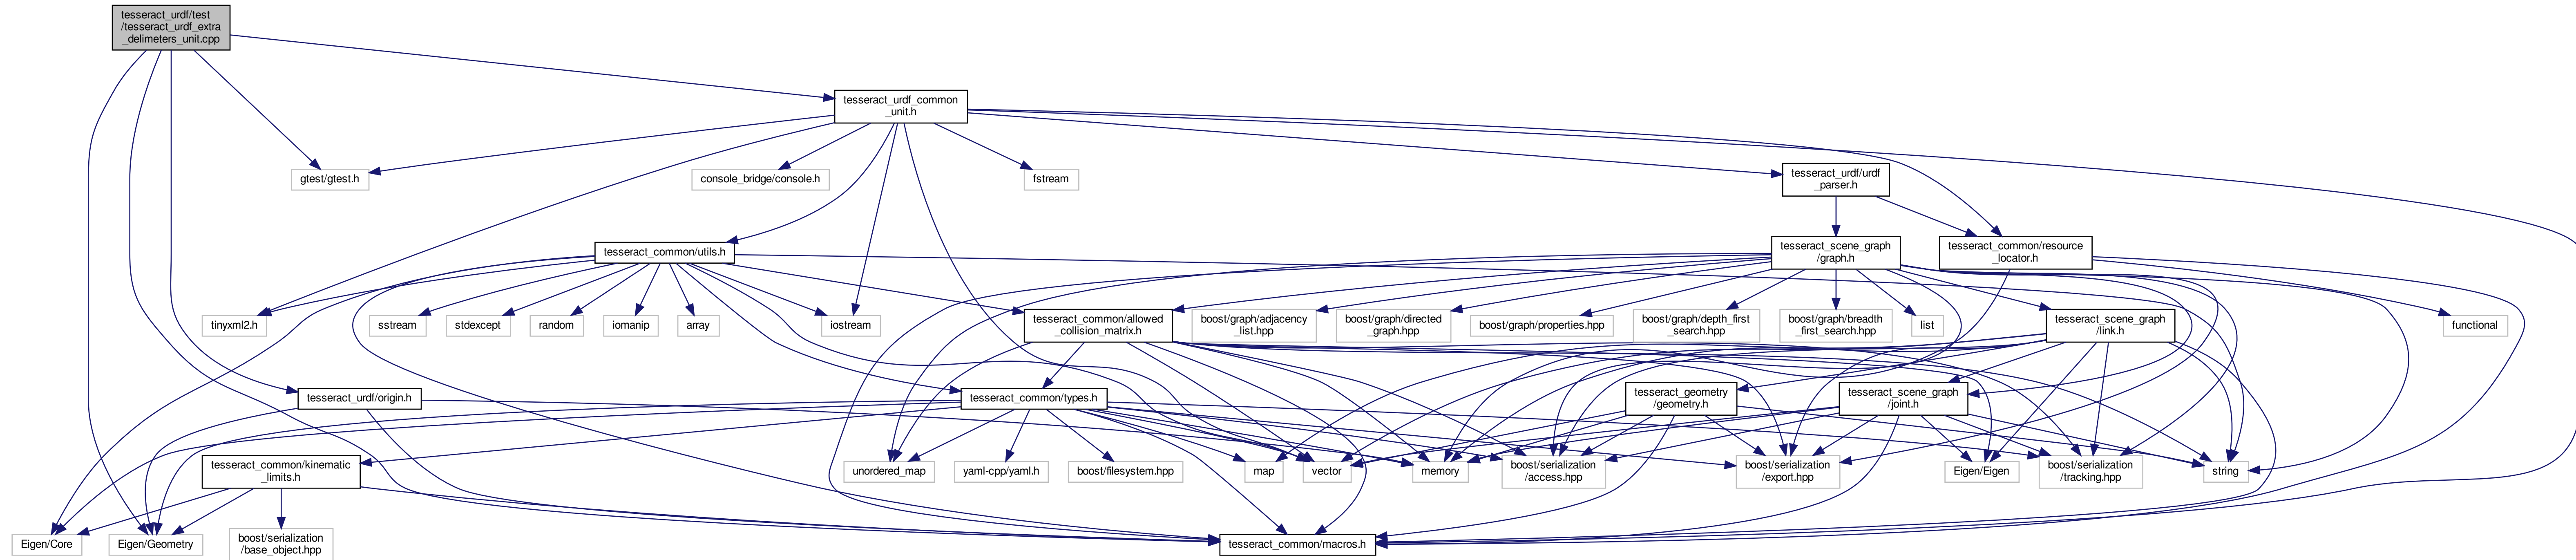 tesseract_urdf/test
/tesseract_urdf_extra
_delimeters_unit.cpp
tesseract_urdf_common
_unit.h
gtest/gtest.h
console_bridge/console.h
fstream
tesseract_urdf/urdf
_parser.h
tesseract_common/utils.h
tesseract_scene_graph
/graph.h
tesseract_common/resource
_locator.h
tinyxml2.h
sstream
stdexcept
random
iomanip
array
iostream
tesseract_common/allowed
_collision_matrix.h
boost/graph/adjacency
_list.hpp
boost/graph/directed
_graph.hpp
boost/graph/properties.hpp
boost/graph/depth_first
_search.hpp
boost/graph/breadth
_first_search.hpp
list
tesseract_scene_graph
/link.h
functional
tesseract_urdf/origin.h
tesseract_common/types.h
tesseract_geometry
/geometry.h
tesseract_scene_graph
/joint.h
tesseract_common/kinematic
_limits.h
unordered_map
yaml-cpp/yaml.h
boost/filesystem.hpp
map
vector
memory
boost/serialization
/access.hpp
boost/serialization
/export.hpp
Eigen/Eigen
boost/serialization
/tracking.hpp
string
Eigen/Core
Eigen/Geometry
boost/serialization
/base_object.hpp
tesseract_common/macros.h